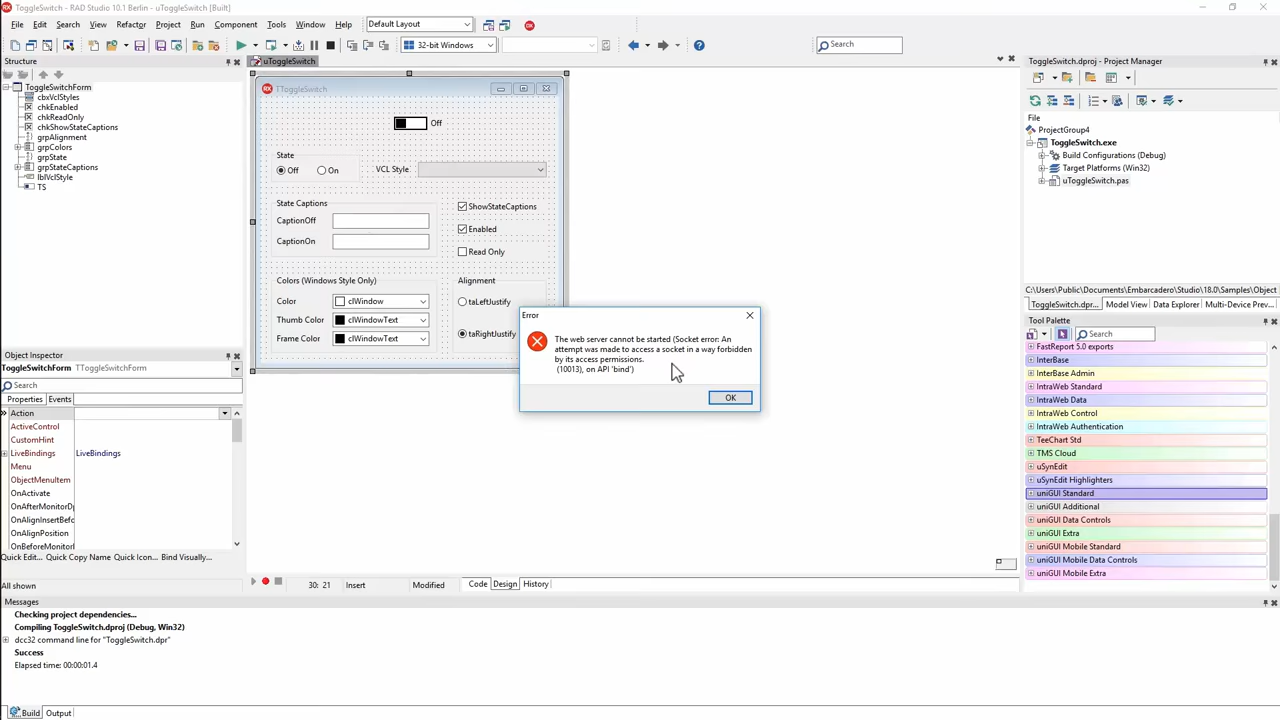 ToggleSwitch - RAD Studio 10.1 Berlin - uToggleSwitch [Built]
File Edit Search View Refactor Project Run Component Tools Window Help
Default Layout
32-bit Windows
Search
Structure
ToggleSwitchForm
cbxVclStyles
chkEnabled
chkReadOnly
chkShowStateCaptions
grpAlignment
grpColors
grpState
grpStateCaptions
lblVclStyle
TS
Object Inspector
ToggleSwitchForm TToggleSwitchForm
Search
Properties Events
Action
ActiveControl
CustomHint
LiveBindings LiveBindings
Menu
ObjectMenuItem
OnActivate
OnAfterMonitorDp
OnAlignInsertBefo
OnAlignPosition
OnBeforeMonitorI
Quick Edit... Quick Copy Name Quick Icon... Bind Visually...
All shown
uToggleSwitch
TToggleSwitch
Off
State
Off On
VCL Style
State Captions
CaptionOff
CaptionOn
ShowStateCaptions
Enabled
Read Only
Colors (Windows Style Only)
Color clWindow
Thumb Color clWindowText
Frame Color clWindowText
Alignment
taLeftJustify
taRightJustify
Error
The web server cannot be started (Socket error: An
attempt was made to access a socket in a way forbidden
by its access permissions.
(10013), on API 'bind')
OK
30: 21 Insert Modified Code Design History
ToggleSwitch.dproj - Project Manager
File
ProjectGroup4
ToggleSwitch.exe
Build Configurations (Debug)
Target Platforms (Win32)
uToggleSwitch.pas
C:\Users\Public\Documents\Embarcadero\Studio\18.0\Samples\Object
ToggleSwitch.dpr... Model View Data Explorer Multi-Device Prev...
Tool Palette
Search
FastReport 5.0 exports
InterBase
InterBase Admin
IntraWeb Standard
IntraWeb Data
IntraWeb Control
IntraWeb Authentication
TeeChart Std
TMS Cloud
uSynEdit
uSynEdit Highlighters
uniGUI Standard
uniGUI Additional
uniGUI Data Controls
uniGUI Extra
uniGUI Mobile Standard
uniGUI Mobile Data Controls
uniGUI Mobile Extra
Messages
Checking project dependencies...
Compiling ToggleSwitch.dproj (Debug, Win32)
dcc32 command line for "ToggleSwitch.dpr"
Success
Elapsed time: 00:00:01.4
Build Output